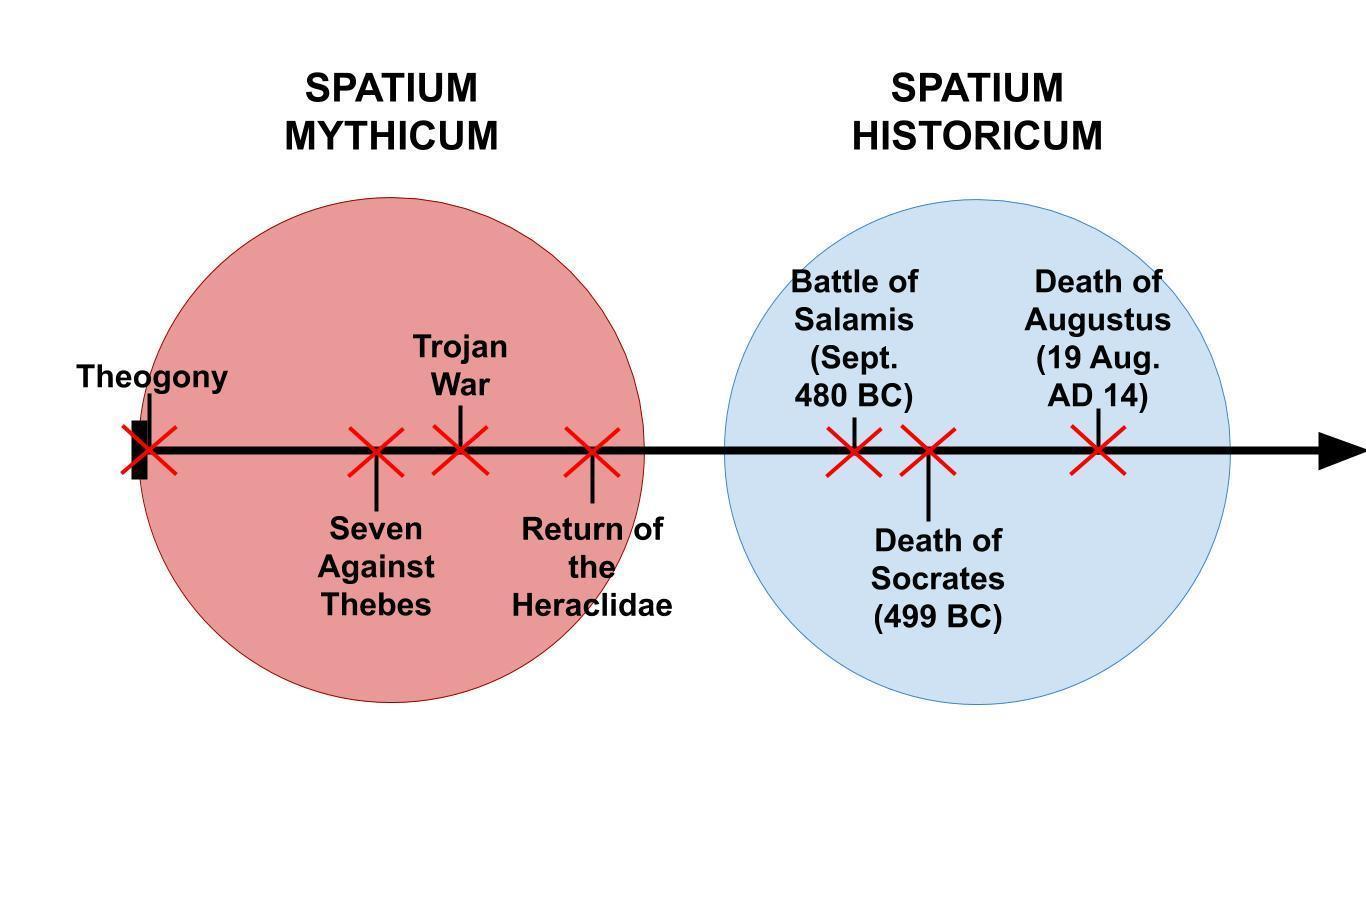 SPATIUM
MYTHICUM
SPATIUM
HISTORICUM
Theogony
Seven
Against
Thebes
Trojan
War
Return of
the
Heraclidae
Battle of
Salamis
(Sept.
480 BC)
Death of
Socrates
(499 BC)
Death of
Augustus
(19 Aug.
AD 14)